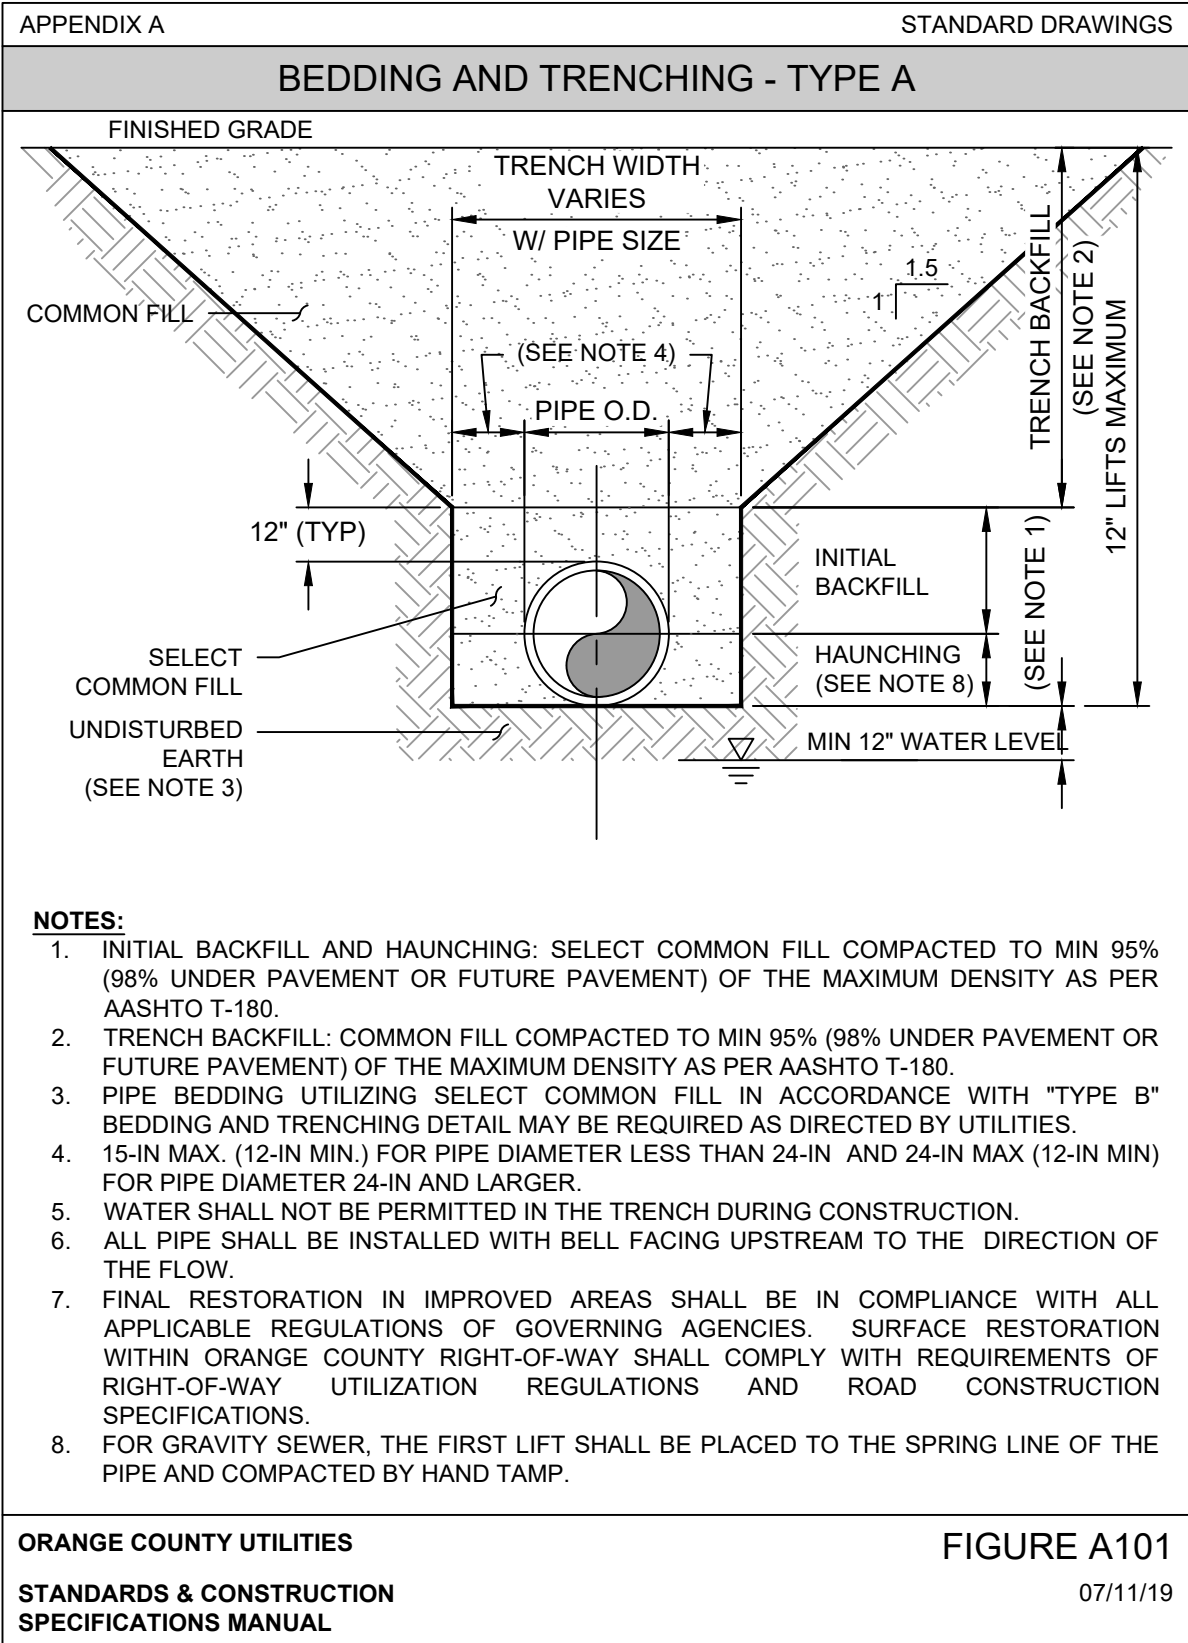 APPENDIX A
STANDARD DRAWINGS
BEDDING AND TRENCHING - TYPE A
FINISHED GRADE
TRENCH WIDTH
VARIES
W/ PIPE SIZE
1.5
1
COMMON FILL
(SEE NOTE 4)
PIPE O.D.
TRENCH BACKFILL
(SEE NOTE 2)
12" LIFTS MAXIMUM
12" (TYP)
INITIAL
BACKFILL
(SEE NOTE 1)
HAUNCHING
(SEE NOTE 8)
SELECT
COMMON FILL
UNDISTURBED
EARTH
(SEE NOTE 3)
MIN 12" WATER LEVEL
NOTES:
1. INITIAL BACKFILL AND HAUNCHING: SELECT COMMON FILL COMPACTED TO MIN 95%
(98% UNDER PAVEMENT OR FUTURE PAVEMENT) OF THE MAXIMUM DENSITY AS PER
AASHTO T-180.
2. TRENCH BACKFILL: COMMON FILL COMPACTED TO MIN 95% (98% UNDER PAVEMENT OR
FUTURE PAVEMENT) OF THE MAXIMUM DENSITY AS PER AASHTO T-180.
3. PIPE BEDDING UTILIZING SELECT COMMON FILL IN ACCORDANCE WITH "TYPE B"
BEDDING AND TRENCHING DETAIL MAY BE REQUIRED AS DIRECTED BY UTILITIES.
4. 15-IN MAX. (12-IN MIN.) FOR PIPE DIAMETER LESS THAN 24-IN AND 24-IN MAX (12-IN MIN)
FOR PIPE DIAMETER 24-IN AND LARGER.
5. WATER SHALL NOT BE PERMITTED IN THE TRENCH DURING CONSTRUCTION.
6. ALL PIPE SHALL BE INSTALLED WITH BELL FACING UPSTREAM TO THE DIRECTION OF
THE FLOW.
7. FINAL RESTORATION IN IMPROVED AREAS SHALL BE IN COMPLIANCE WITH ALL
APPLICABLE REGULATIONS OF GOVERNING AGENCIES. SURFACE RESTORATION
WITHIN ORANGE COUNTY RIGHT-OF-WAY SHALL COMPLY WITH REQUIREMENTS OF
RIGHT-OF-WAY UTILIZATION REGULATIONS AND ROAD CONSTRUCTION
SPECIFICATIONS.
8. FOR GRAVITY SEWER, THE FIRST LIFT SHALL BE PLACED TO THE SPRING LINE OF THE
PIPE AND COMPACTED BY HAND TAMP.
ORANGE COUNTY UTILITIES
FIGURE A101
STANDARDS & CONSTRUCTION
SPECIFICATIONS MANUAL
07/11/19